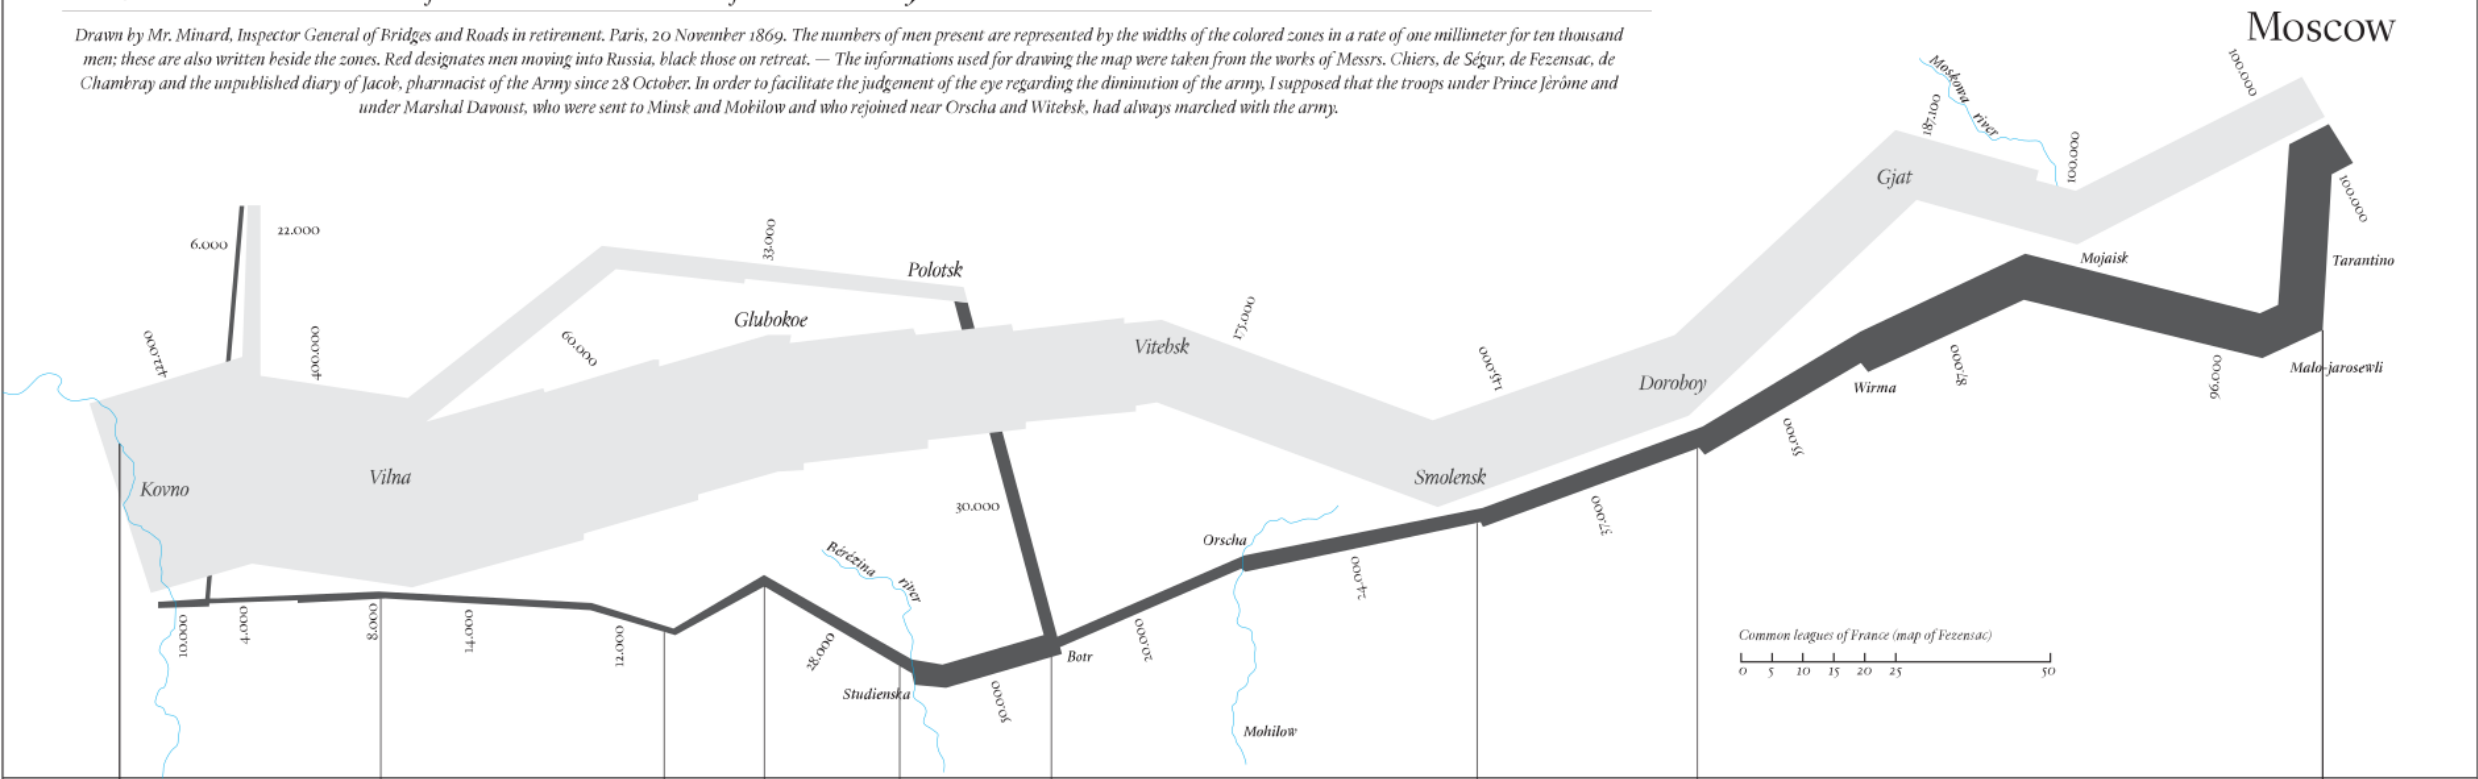 Drawn by Mr. Minard, Inspector General of Bridges and Roads in retirement. Paris, 20 November 1869. The numbers of men present are represented by the widths of the colored zones in a rate of one millimeter for ten thousand
men; these are also written beside the zones. Red designates men moving into Russia, black those on retreat. — The informations used for drawing the map were taken from the works of Messrs. Chiers, de Ségur, de Fezensac, de
Chambray and the unpublished diary of Jacob, pharmacist of the Army since 28 October. In order to facilitate the judgement of the eye regarding the diminution of the army, I supposed that the troops under Prince Jèrôme and
under Marshal Davoust, who were sent to Minsk and Mobilow and who rejoined near Orscha and Witebsk, had always marched with the army.
Moscow
100.000
Moskowa
river
187.100
100.000
Gjat
100.000
Mojaisk
Tarantino
6.000
22.000
33.000
Polotsk
422.000
400.000
60.000
Glubokoe
Vitebsk
175.000
145.000
Doroboy
Wirma
87.000
96.000
Malo-jarosewli
55.000
Kovno
Vilna
Smolensk
30.000
37.000
Orscha
Bérézina
river
24.000
10.000
4.000
8.000
14.000
12.000
28.000
20.000
Botr
Studienska
50.000
Mohilow
Common leagues of France (map of Fezensac)
0 5 10 15 20 25 50